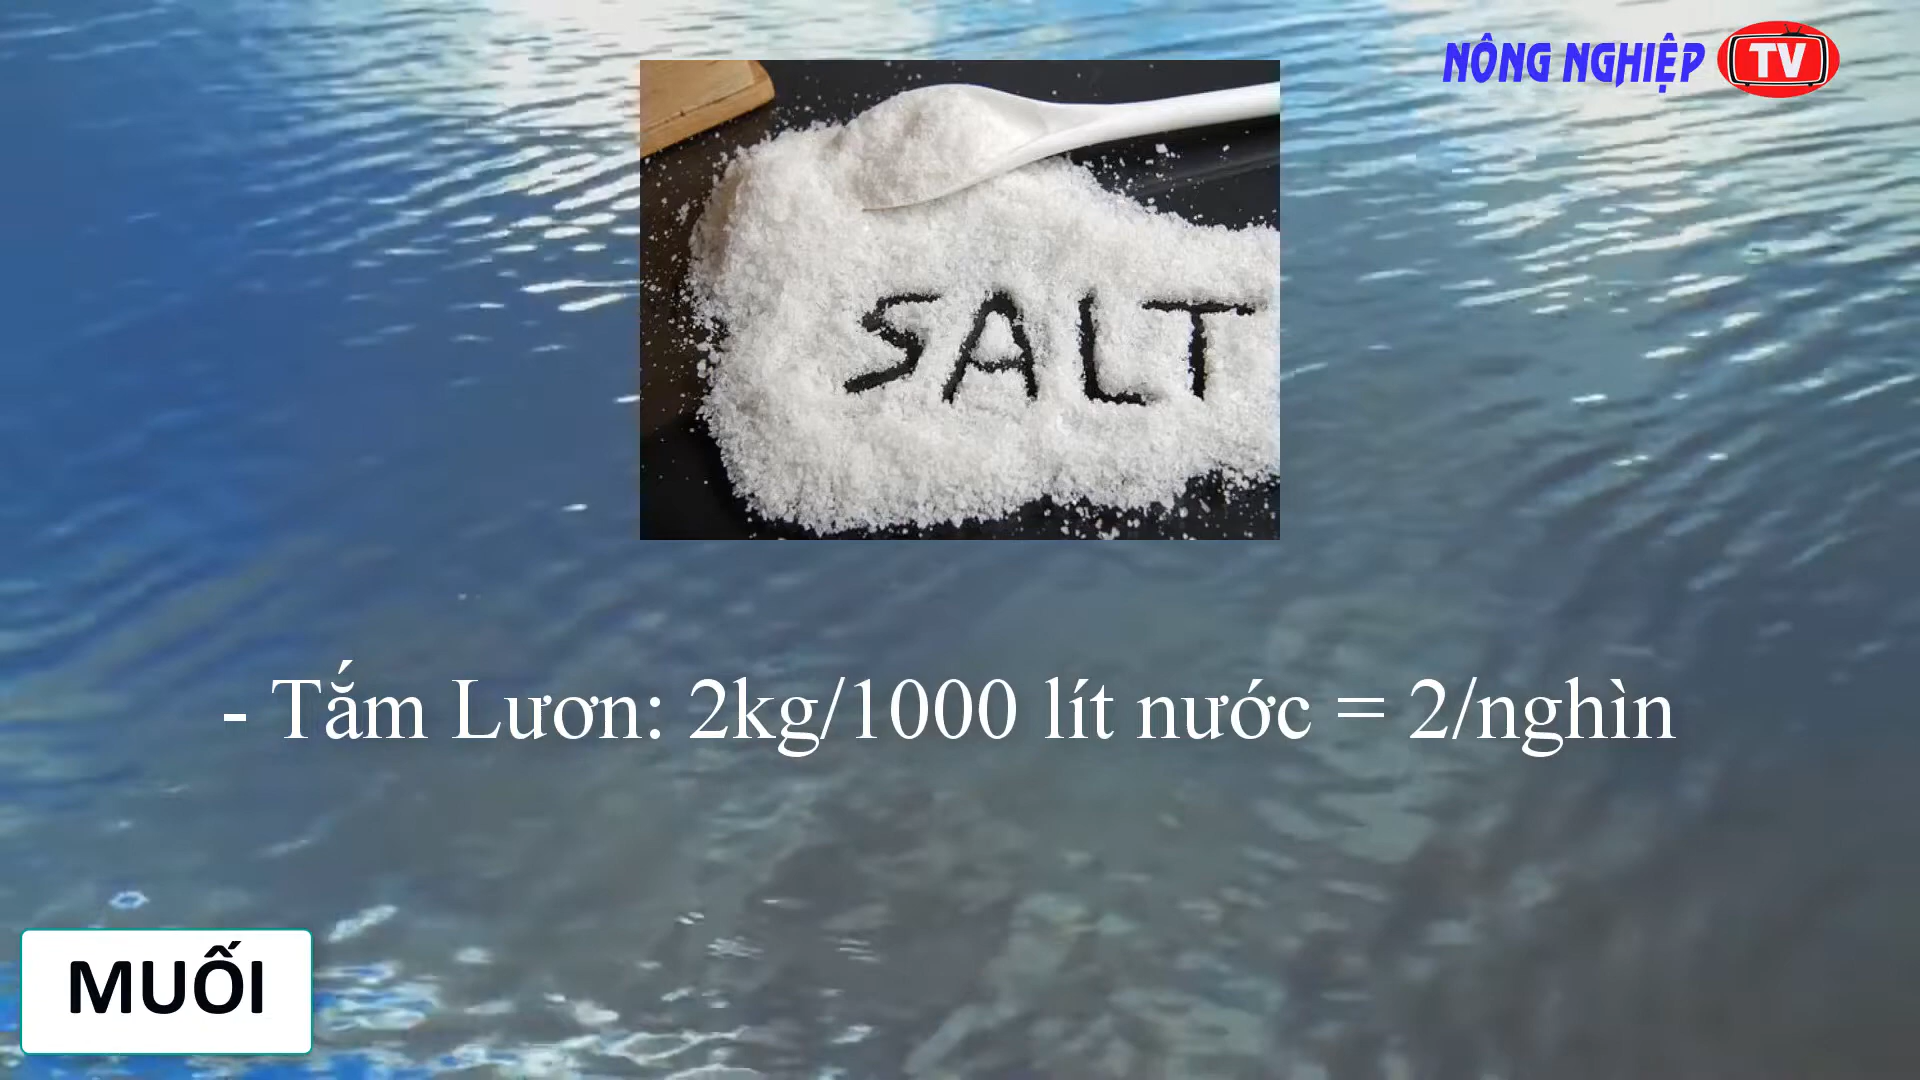 NÔNG NGHIỆP TV
SALT
- Tắm Lươn: 2kg/1000 lít nước = 2/nghìn
MUỐI